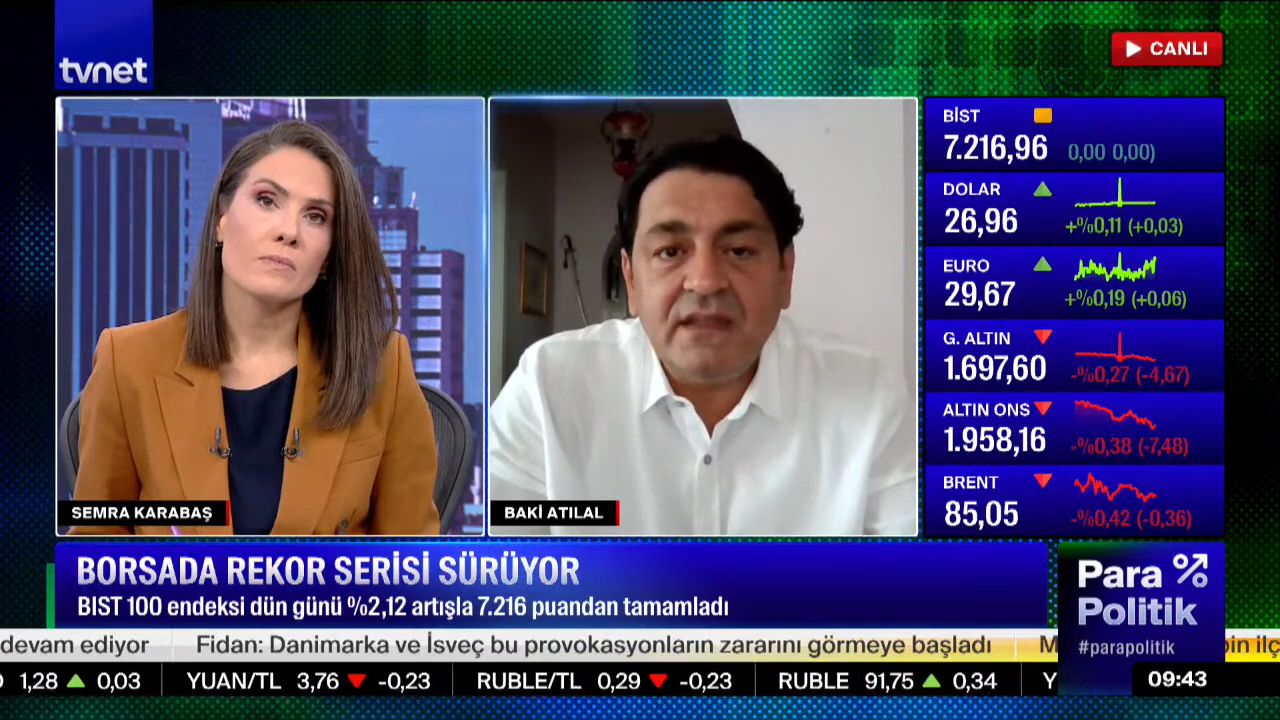 tvnet
CANLI
BİST
7.216,96 0,00 0,00)
DOLAR
26,96 +%0,11 (+0,03)
EURO
29,67 +%0,19 (+0,06)
G. ALTIN
1.697,60 -%0,27 (-4,67)
ALTIN ONS
1.958,16 -%0,38 (-7,48)
BRENT
85,05 -%0,42 (-0,36)
SEMRA KARABAŞ
BAKİ ATILAL
BORSADA REKOR SERİSİ SÜRÜYOR
BIST 100 endeksi dün günü %2,12 artışla 7.216 puandan tamamladı
Para
Politik
#parapolitik
devam ediyor Fidan: Danimarka ve İsveç bu provokasyonların zararını görmeye başladı
1,28 0,03 YUAN/TL 3,76 -0,23 RUBLE/TL 0,29 -0,23 RUBLE 91,75 0,34
09:43